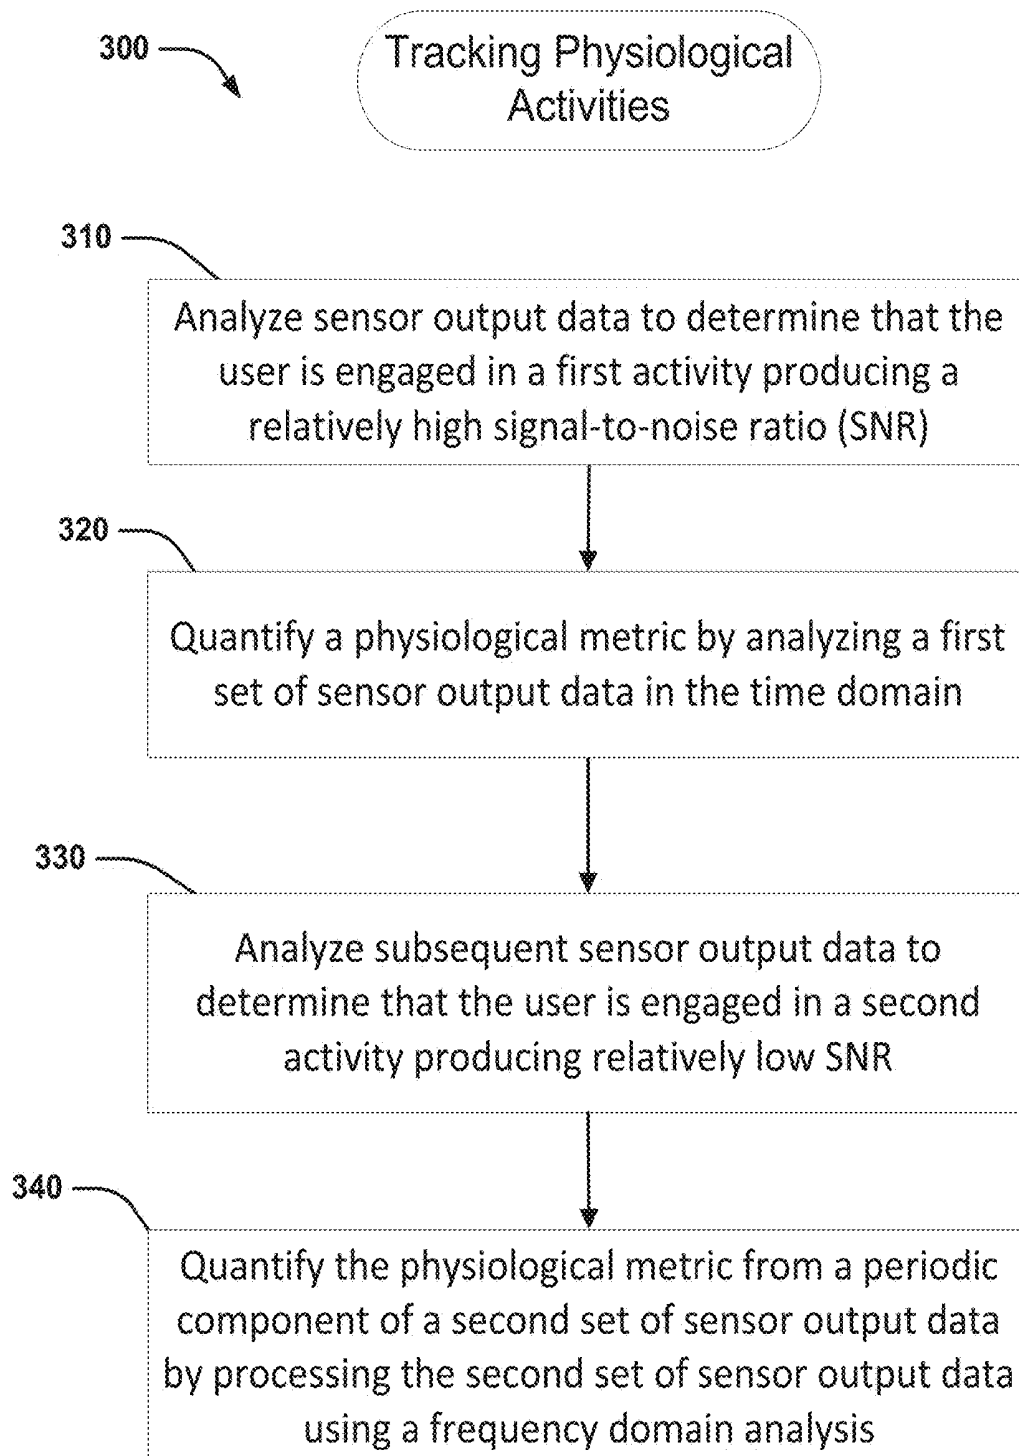 300
Tracking Physiological
Activities
310
Analyze sensor output data to determine that the
user is engaged in a first activity producing a
relatively high signal-to-noise ratio (SNR)
320
Quantify a physiological metric by analyzing a first
set of sensor output data in the time domain
330
Analyze subsequent sensor output data to
determine that the user is engaged in a second
activity producing relatively low SNR
340
Quantify the physiological metric from a periodic
component of a second set of sensor output data
by processing the second set of sensor output data
using a frequency domain analysis